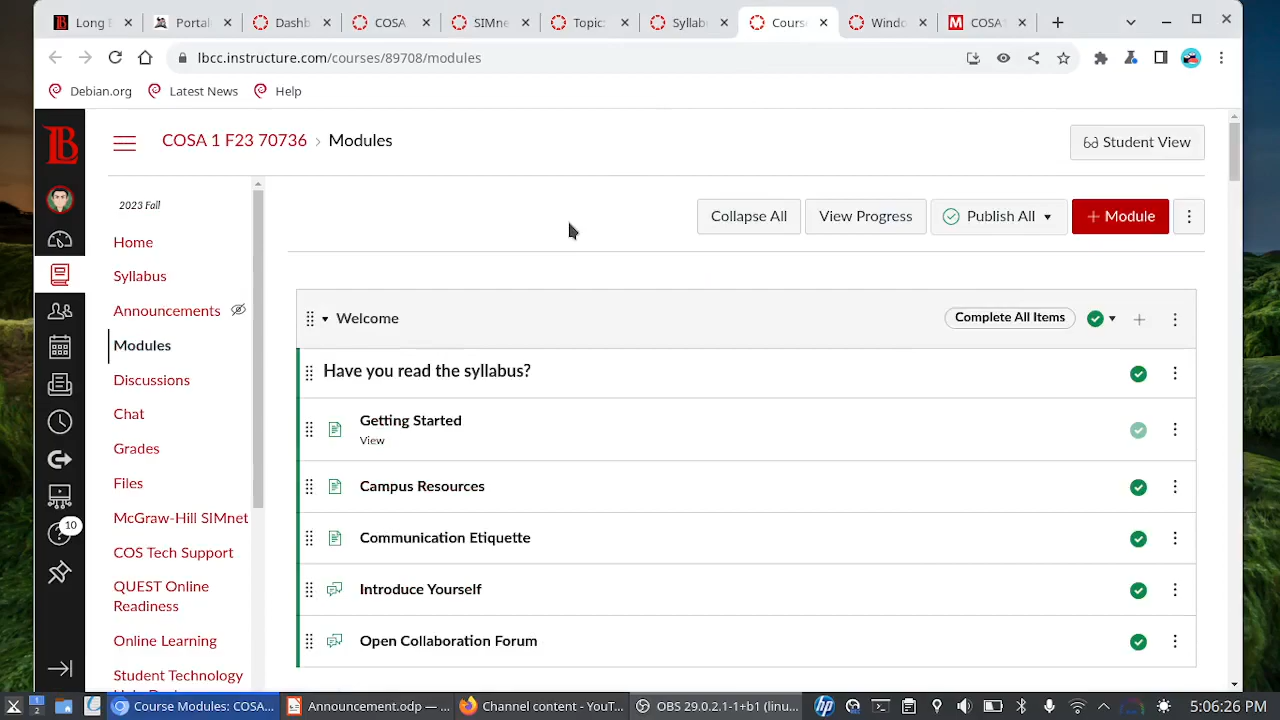 Long B
Portal
Dashb
COSA
SIMne
Topic:
Syllab
Cours
Windo
COSA
lbcc.instructure.com/courses/89708/modules
Debian.org
Latest News
Help
LB
COSA 1 F23 70736 › Modules
Student View
2023 Fall
Collapse All
View Progress
Publish All
+ Module
Home
Syllabus
Announcements
Modules
Discussions
Chat
Grades
Files
McGraw-Hill SIMnet
COS Tech Support
QUEST Online
Readiness
Online Learning
Student Technology
10
Welcome
Complete All Items
Have you read the syllabus?
Getting Started
View
Campus Resources
Communication Etiquette
Introduce Yourself
Open Collaboration Forum
1
2
Course Modules: COSA...
Announcement.odp — ...
Channel content - YouT...
OBS 29.0.2.1-1+b1 (linu...
5:06:26 PM